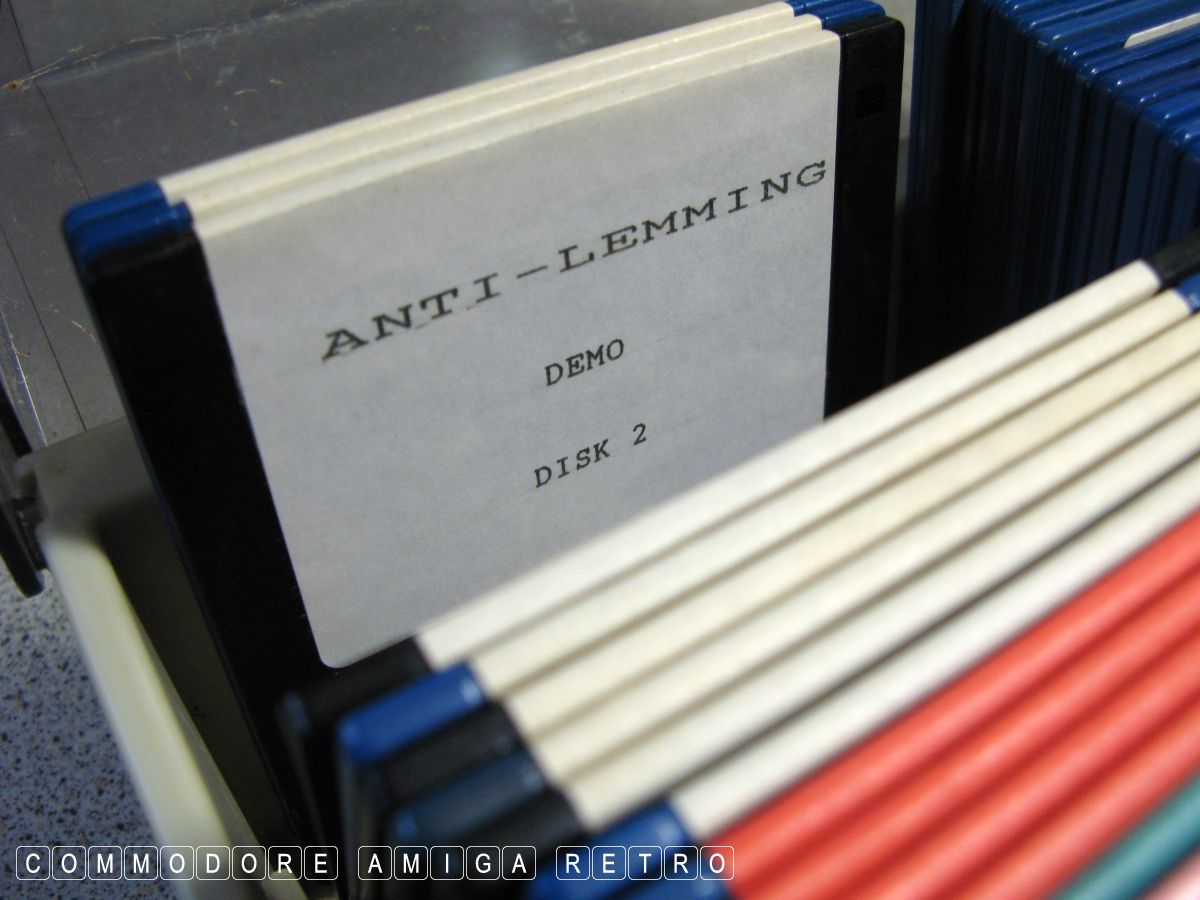 ANTI-LEMMING
DEMO
DISK 2
COMMODORE AMIGA RETRO